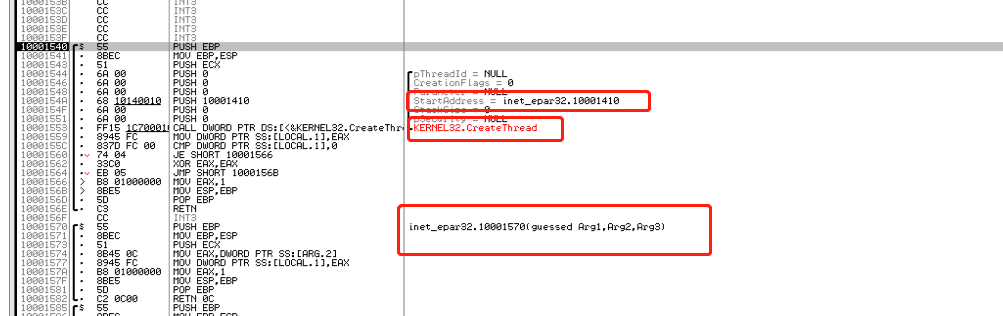 1000153B CC INT3
1000153C CC INT3
1000153D CC INT3
1000153E CC INT3
1000153F CC INT3
10001540 $ 55 PUSH EBP
10001541 8BEC MOV EBP,ESP
10001543 51 PUSH ECX
10001544 6A 00 PUSH 0 pThreadId = NULL
10001546 6A 00 PUSH 0 CreationFlags = 0
10001548 6A 00 PUSH 0 Parameter = NULL
1000154A 68 10140010 PUSH 10001410 StartAddress = inet_epar32.10001410
1000154F 6A 00 PUSH 0 StackSize = 0
10001551 6A 00 PUSH 0 pSecurity = NULL
10001553 FF15 1C700010 CALL DWORD PTR DS:[<&KERNEL32.CreateThre KERNEL32.CreateThread
10001559 8945 FC MOV DWORD PTR SS:[LOCAL.1],EAX
1000155C 837D FC 00 CMP DWORD PTR SS:[LOCAL.1],0
10001560 74 04 JE SHORT 10001566
10001562 33C0 XOR EAX,EAX
10001564 EB 05 JMP SHORT 1000156B
10001566 > B8 01000000 MOV EAX,1
1000156B > 8BE5 MOV ESP,EBP
1000156D 5D POP EBP
1000156E C3 RETN
1000156F CC INT3
10001570 $ 55 PUSH EBP inet_epar32.10001570(guessed Arg1,Arg2,Arg3)
10001571 8BEC MOV EBP,ESP
10001573 51 PUSH ECX
10001574 8B45 0C MOV EAX,DWORD PTR SS:[ARG.2]
10001577 8945 FC MOV DWORD PTR SS:[LOCAL.1],EAX
1000157A B8 01000000 MOV EAX,1
1000157F 8BE5 MOV ESP,EBP
10001581 5D POP EBP
10001582 C2 0C00 RETN 0C
10001585 $ 55 PUSH EBP